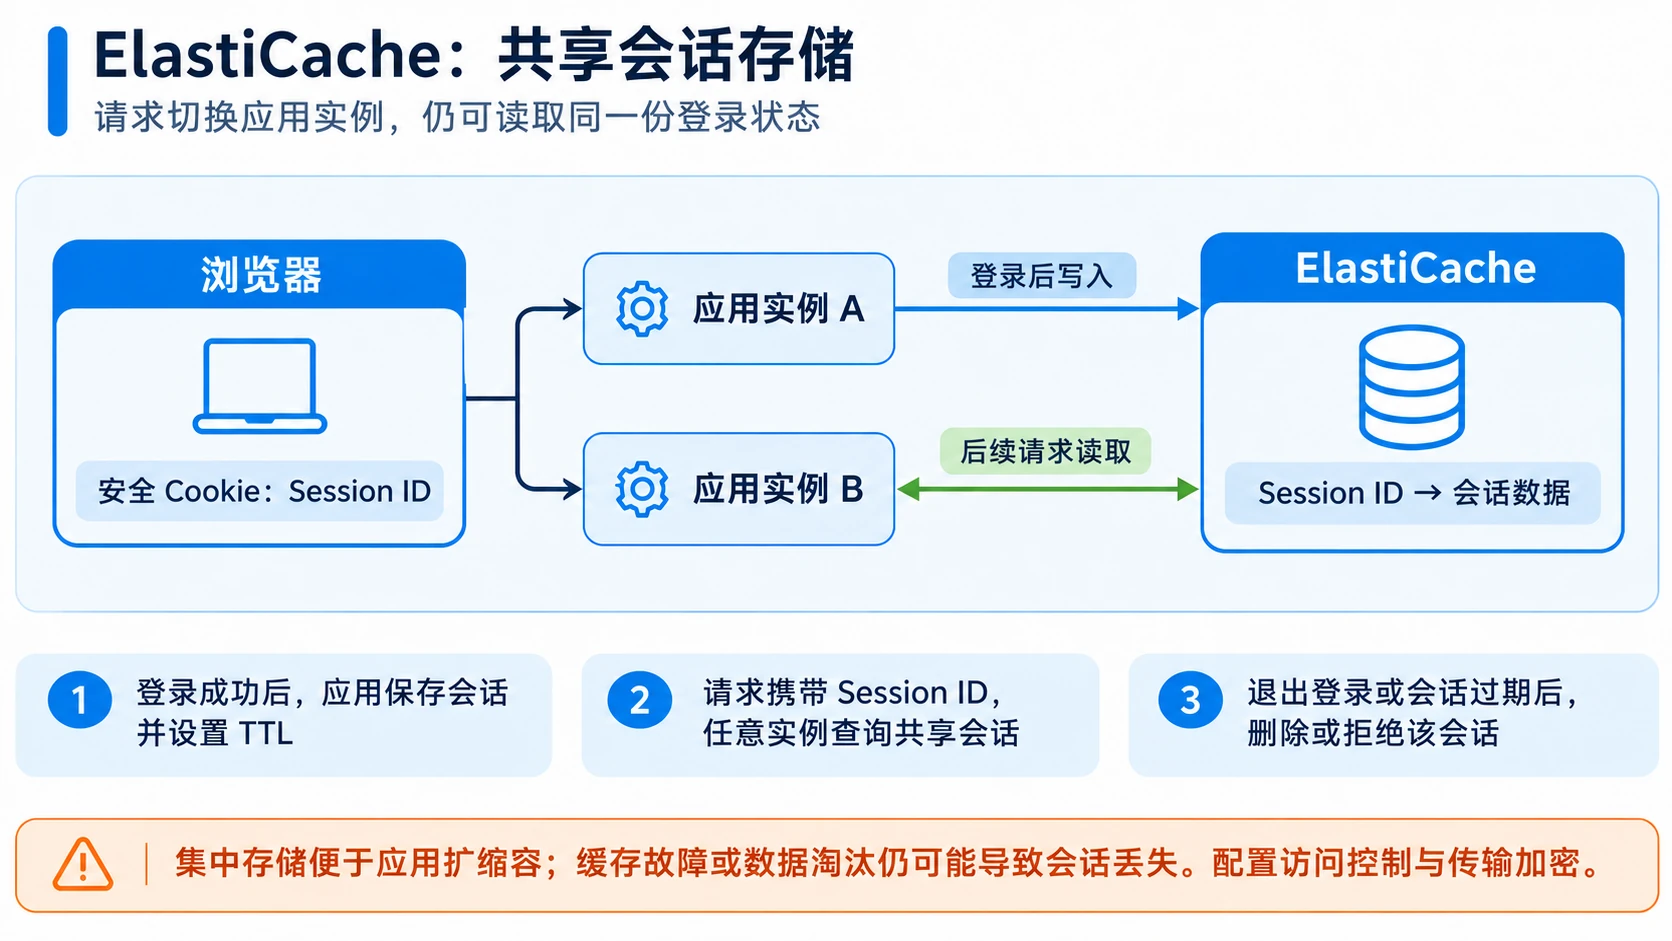 ElastiCache：共享会话存储
请求切换应用实例，仍可读取同一份登录状态
浏览器
安全 Cookie：Session ID
应用实例 A
应用实例 B
登录后写入
后续请求读取
ElastiCache
Session ID → 会话数据
1
登录成功后，应用保存会话
并设置 TTL
2
请求携带 Session ID，
任意实例查询共享会话
3
退出登录或会话过期后，
删除或拒绝该会话
集中存储便于应用扩缩容；缓存故障或数据淘汰仍可能导致会话丢失。配置访问控制与传输加密。